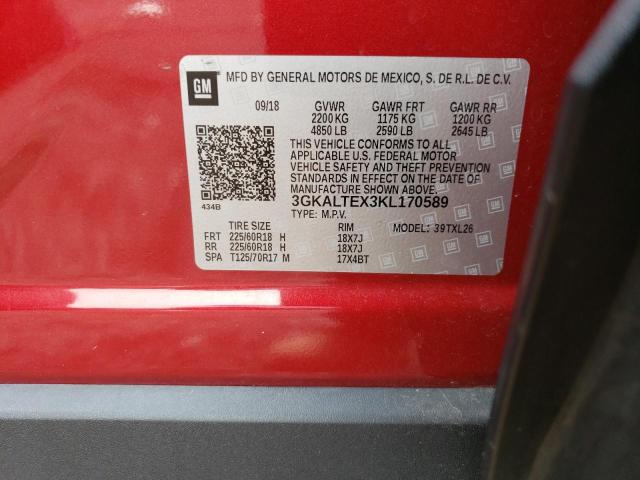 GM MFD BY GENERAL MOTORS DE MEXICO, S. DE R.L. DE C.V.
09/18 GVWR GAWR FRT GAWR RR
2200 KG 1175 KG 1200 KG
4850 LB 2590 LB 2645 LB
THIS VEHICLE CONFORMS TO ALL
APPLICABLE U.S. FEDERAL MOTOR
VEHICLE SAFETY AND THEFT PREVENTION
STANDARDS IN EFFECT ON THE DATE OF
MANUFACTURE SHOWN ABOVE.
434B 3GKALTEX3KL170589
TYPE: M.P.V. MODEL: 39TXL26
TIRE SIZE RIM
FRT 225/60R18 H 18X7J
RR 225/60R18 H 18X7J
SPA T125/70R17 M 17X4BT